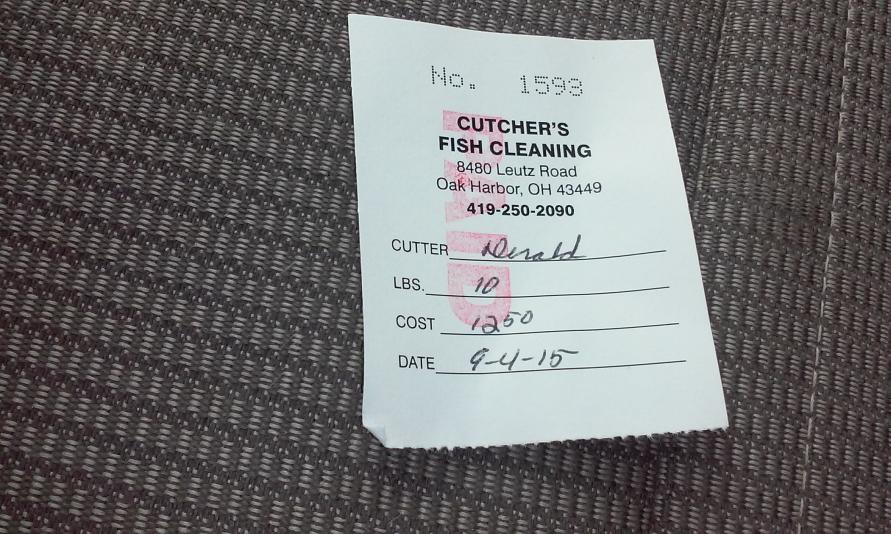 No. 1593
CUTCHER'S
FISH CLEANING
8480 Leutz Road
Oak Harbor, OH 43449
419-250-2090
PAID
CUTTER Derald
LBS. 10
COST 1250
DATE 9-4-15